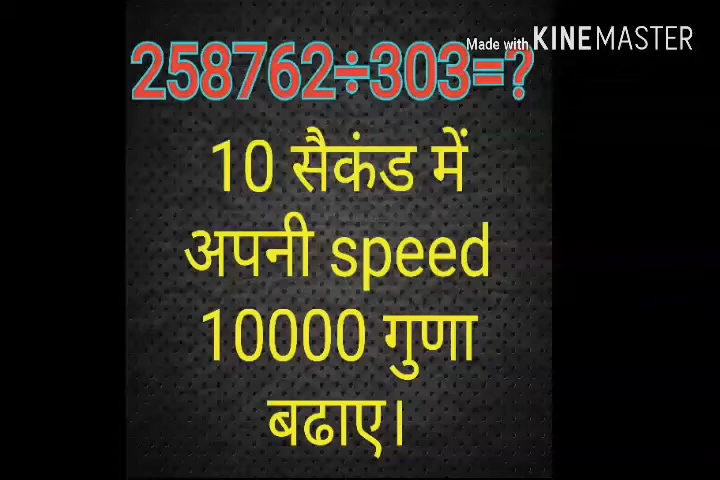 Made with KINEMASTER
258762÷303=?
10 सैकंड में
अपनी speed
10000 गुणा
बढाए।